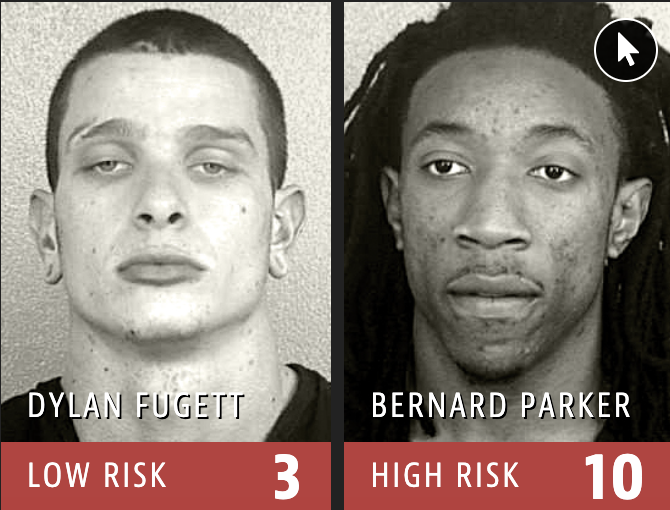 DYLAN FUGETT
LOW RISK 3
BERNARD PARKER
HIGH RISK 10